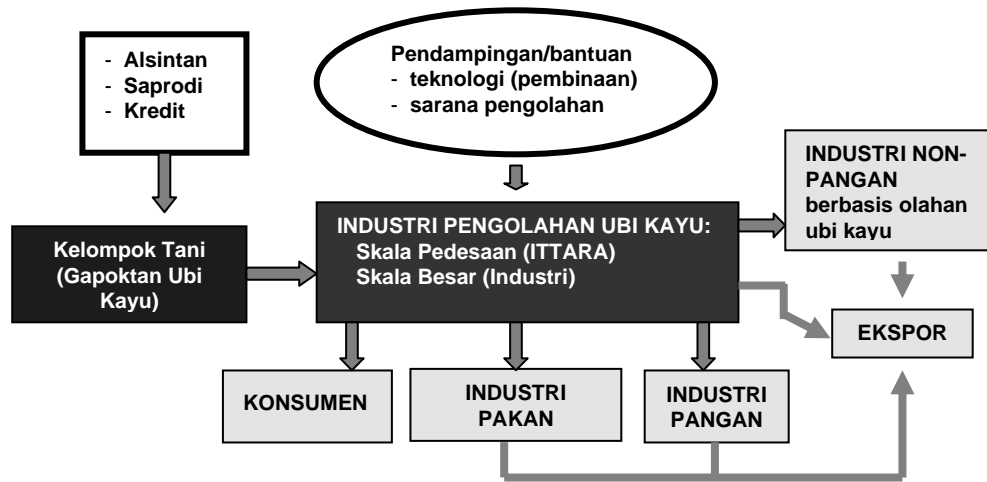 - Alsintan
- Saprodi
- Kredit
Pendampingan/bantuan
- teknologi (pembinaan)
- sarana pengolahan
INDUSTRI NON-
PANGAN
berbasis olahan
ubi kayu
Kelompok Tani
(Gapoktan Ubi
Kayu)
INDUSTRI PENGOLAHAN UBI KAYU:
Skala Pedesaan (ITTARA)
Skala Besar (Industri)
EKSPOR
KONSUMEN
INDUSTRI
PAKAN
INDUSTRI
PANGAN